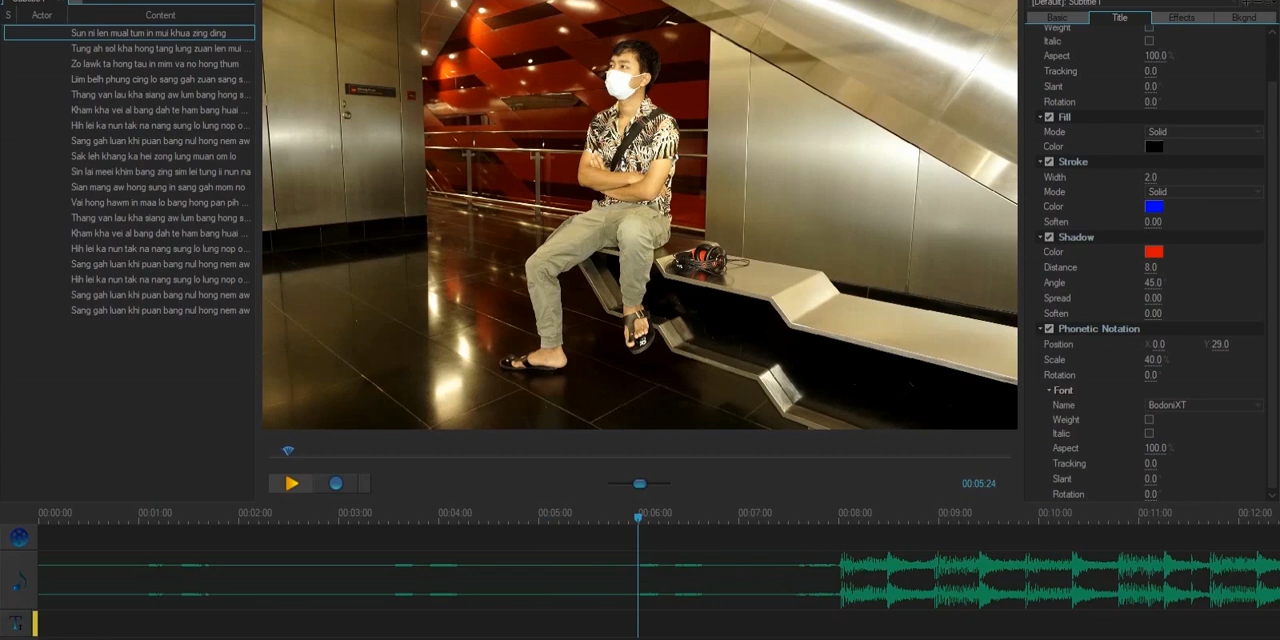 [Default]: Subtitle1
S Actor Content
Sun ni len mual tum in mui khua zing ding
Tung ah sol kha hong tang lung zuan len mui ...
Zo lawk ta hong tau in mim va no hong thum
Liim belh phung cing lo sang gah zuan sang s...
Thang van lau kha siang aw lum bang hong s...
Kham kha vei al bang dah te ham bang huai ...
Hih lei ka nun tak na nang sung lo lung nop o...
Sang gah luan khi puan bang nul hong nem aw
Sak leh khang ka hei zong lung muan om lo
Sin lai meei khim bang zing sim lei tung ii nun na
Sian mang aw hong sung in sang gah mom no
Vai hong hawm in maa lo bang hong pan pih ...
Thang van lau kha siang aw lum bang hong s...
Kham kha vei al bang dah te ham bang huai ...
Hih lei ka nun tak na nang sung lo lung nop o...
Sang gah luan khi puan bang nul hong nem aw
Hih lei ka nun tak na nang sung lo lung nop o...
Sang gah luan khi puan bang nul hong nem aw
Sang gah luan khi puan bang nul hong nem aw
Basic Title Effects Bkgnd
Weight
Italic
Aspect 100.0 %
Tracking 0.0
Slant 0.0
Rotation 0.0
Fill
Mode Solid
Color
Stroke
Width 2.0
Mode Solid
Color
Soften 0.00
Shadow
Color
Distance 8.0
Angle 45.0
Spread 0.00
Soften 0.00
Phonetic Notation
Position X 0.0 Y 29.0
Scale 40.0 %
Rotation 0.0
Font
Name BodoniXT
Weight
Italic
Aspect 100.0 %
Tracking 0.0
Slant 0.0
Rotation 0.0
00:05:24
00:00:00 00:01:00 00:02:00 00:03:00 00:04:00 00:05:00 00:06:00 00:07:00 00:08:00 00:09:00 00:10:00 00:11:00 00:12:00